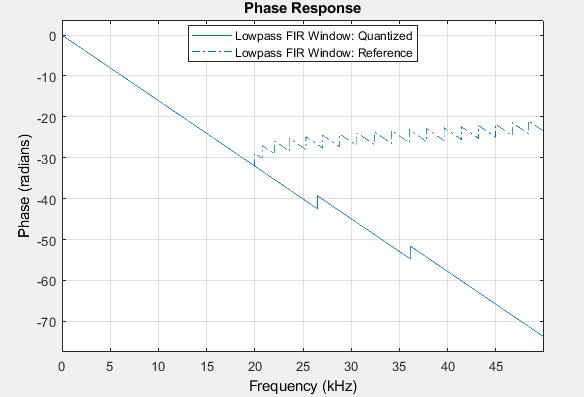 Phase Response
Lowpass FIR Window: Quantized
Lowpass FIR Window: Reference
Phase (radians)
0
-10
-20
-30
-40
-50
-60
-70
0 5 10 15 20 25 30 35 40 45
Frequency (kHz)